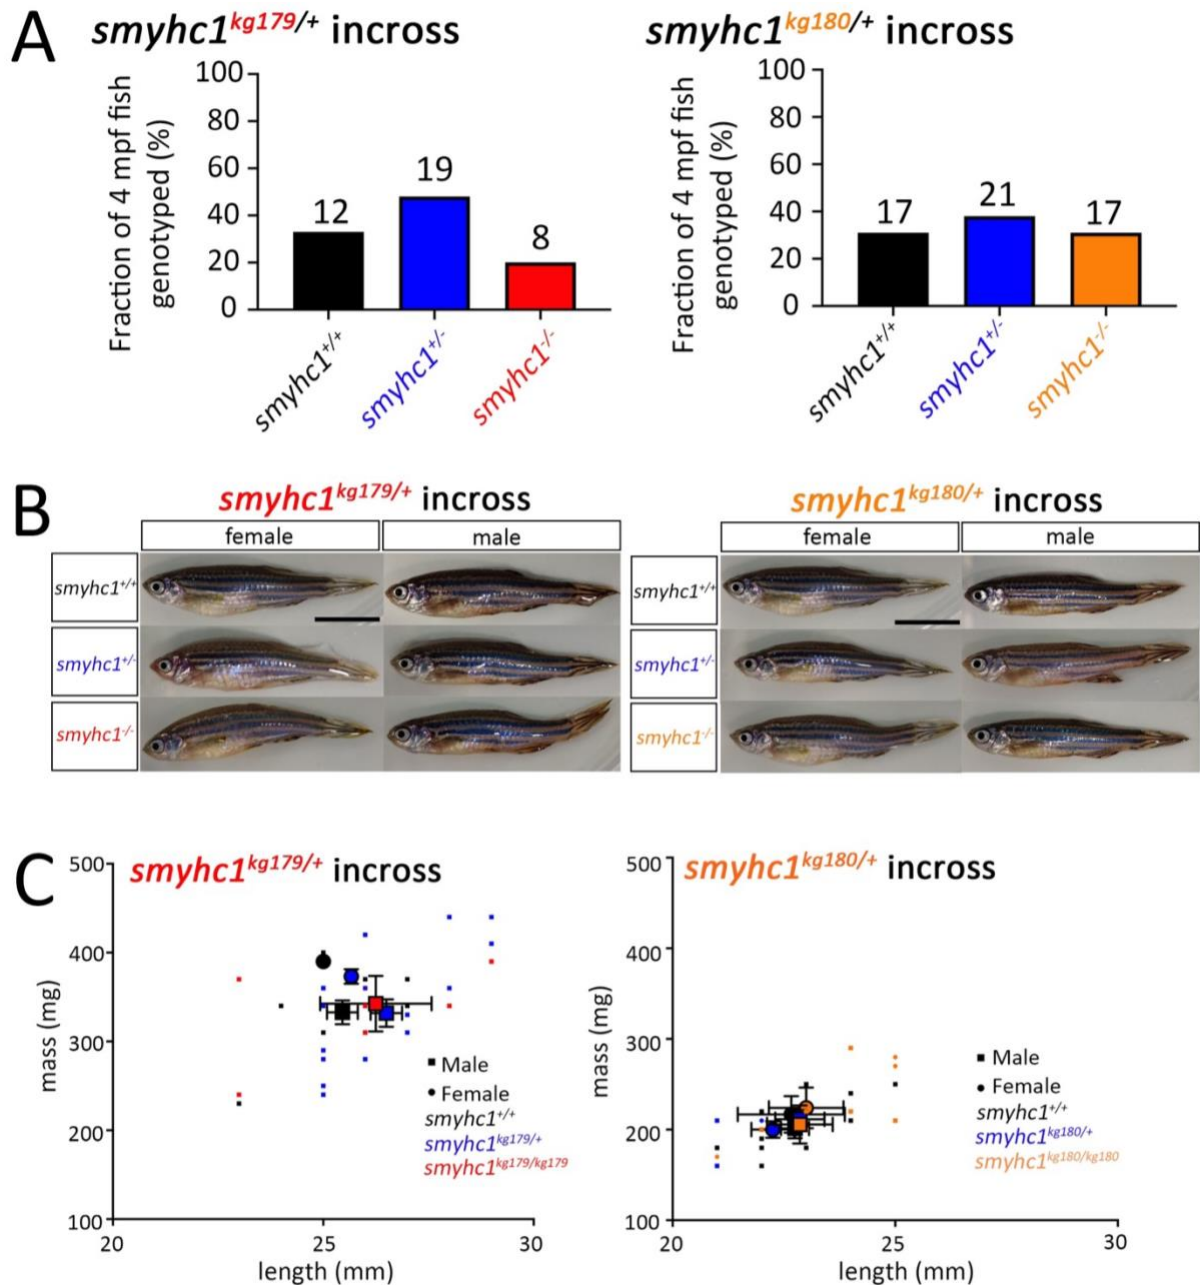 A
smyhc1kg179/+ incross
smyhc1kg180/+ incross
Fraction of 4 mpf fish
genotyped (%)
100
80
60
40
20
0
12
19
8
smyhc1+/+
smyhc1+/-
smyhc1-/-
Fraction of 4 mpf fish
genotyped (%)
100
80
60
40
20
0
17
21
17
smyhc1+/+
smyhc1+/-
smyhc1-/-
B
smyhc1kg179/+ incross
female
male
smyhc1+/+
smyhc1+/-
smyhc1-/-
smyhc1kg180/+ incross
female
male
smyhc1+/+
smyhc1+/-
smyhc1-/-
C
smyhc1kg179/+ incross
mass (mg)
500
400
300
200
100
20
25
30
length (mm)
Male
Female
smyhc1+/+
smyhc1kg179/+
smyhc1kg179/kg179
smyhc1kg180/+ incross
mass (mg)
500
400
300
200
100
20
25
30
length (mm)
Male
Female
smyhc1+/+
smyhc1kg180/+
smyhc1kg180/kg180